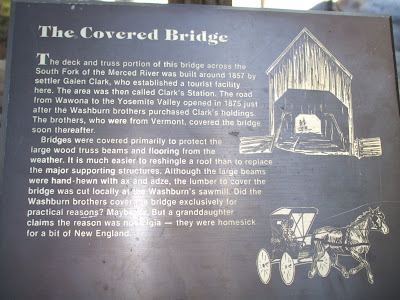 The Covered Bridge
The deck and truss portion of this bridge across the
South Fork of the Merced River was built around 1857 by
settler Galen Clark, who established a tourist facility
here. The area was then called Clark's Station. The road
from Wawona to the Yosemite Valley opened in 1875 just
after the Washburn brothers purchased Clark's holdings.
The brothers, who were from Vermont, covered the bridge
soon thereafter.
Bridges were covered primarily to protect the
large wood truss beams and flooring from the
weather. It is much easier to reshingle a roof than to replace
the major supporting structures. Although the large beams
were hand-hewn with ax and adze, the lumber to cover the
bridge was cut locally at the Washburn's sawmill. Did the
Washburn brothers cover the bridge exclusively for
practical reasons? Maybe so. But a granddaughter
claims the reason was nostalgia — they were homesick
for a bit of New England.